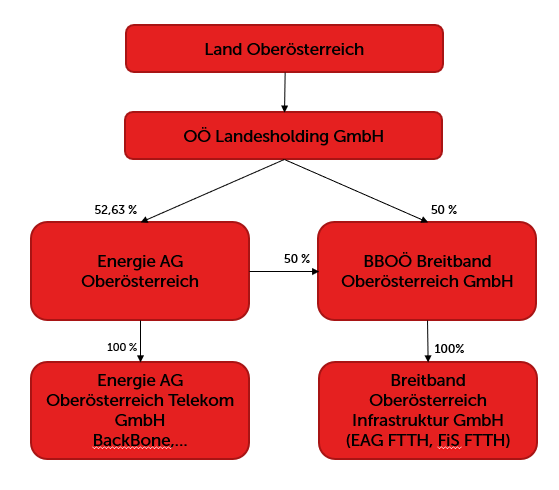 Land Oberösterreich
OÖ Landesholding GmbH
52,63 %
50 %
Energie AG
Oberösterreich
50 %
BBOÖ Breitband
Oberösterreich GmbH
100 %
100%
Energie AG
Oberösterreich Telekom
GmbH
BackBone,...
Breitband
Oberösterreich
Infrastruktur GmbH
(EAG FTTH, FiS FTTH)